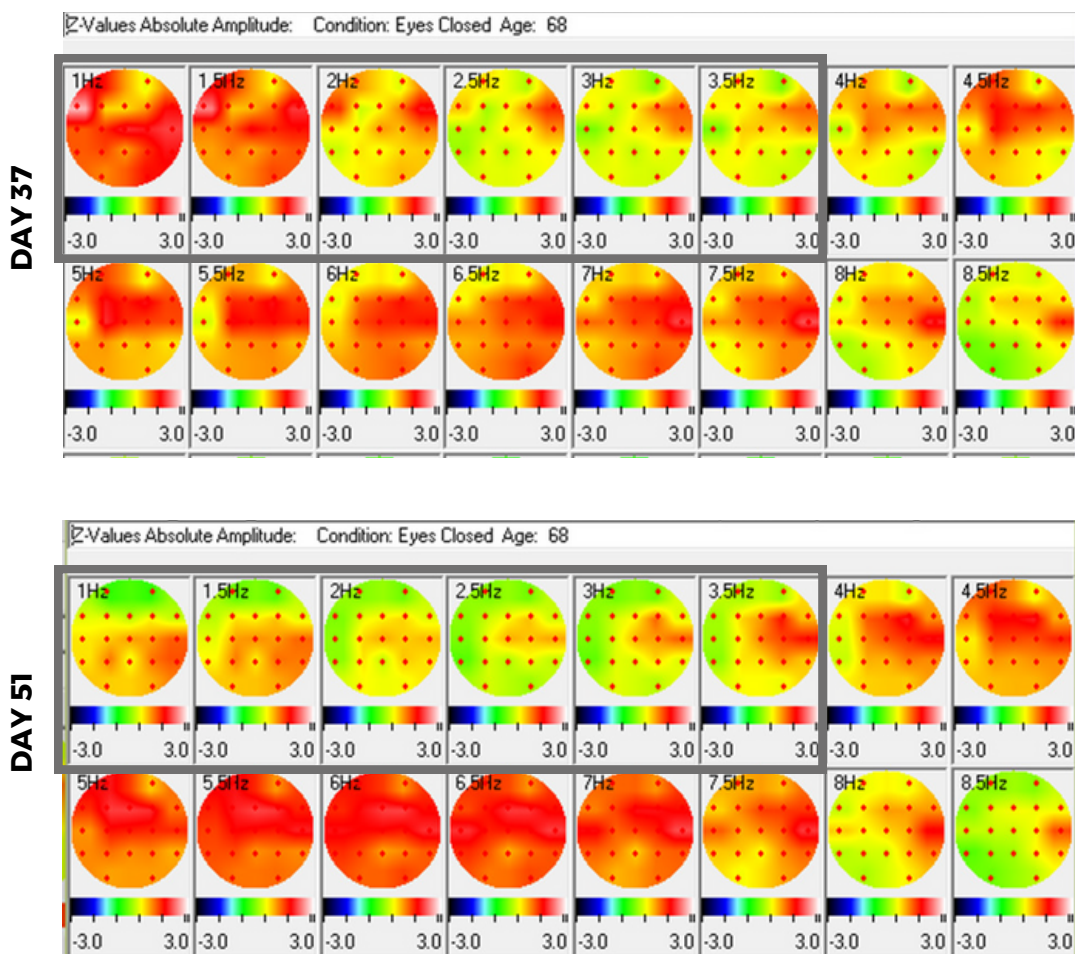 Z-Values Absolute Amplitude: Condition: Eyes Closed Age: 68
DAY 37
1Hz 1.5Hz 2Hz 2.5Hz 3Hz 3.5Hz 4Hz 4.5Hz
-3.0 3.0 -3.0 3.0 -3.0 3.0 -3.0 3.0 -3.0 3.0 -3.0 3.0 -3.0 3.0 -3.0 3.0
5Hz 5.5Hz 6Hz 6.5Hz 7Hz 7.5Hz 8Hz 8.5Hz
-3.0 3.0 -3.0 3.0 -3.0 3.0 -3.0 3.0 -3.0 3.0 -3.0 3.0 -3.0 3.0 -3.0 3.0
Z-Values Absolute Amplitude: Condition: Eyes Closed Age: 68
DAY 51
1Hz 1.5Hz 2Hz 2.5Hz 3Hz 3.5Hz 4Hz 4.5Hz
-3.0 3.0 -3.0 3.0 -3.0 3.0 -3.0 3.0 -3.0 3.0 -3.0 3.0 -3.0 3.0 -3.0 3.0
5Hz 5.5Hz 6Hz 6.5Hz 7Hz 7.5Hz 8Hz 8.5Hz
-3.0 3.0 -3.0 3.0 -3.0 3.0 -3.0 3.0 -3.0 3.0 -3.0 3.0 -3.0 3.0 -3.0 3.0